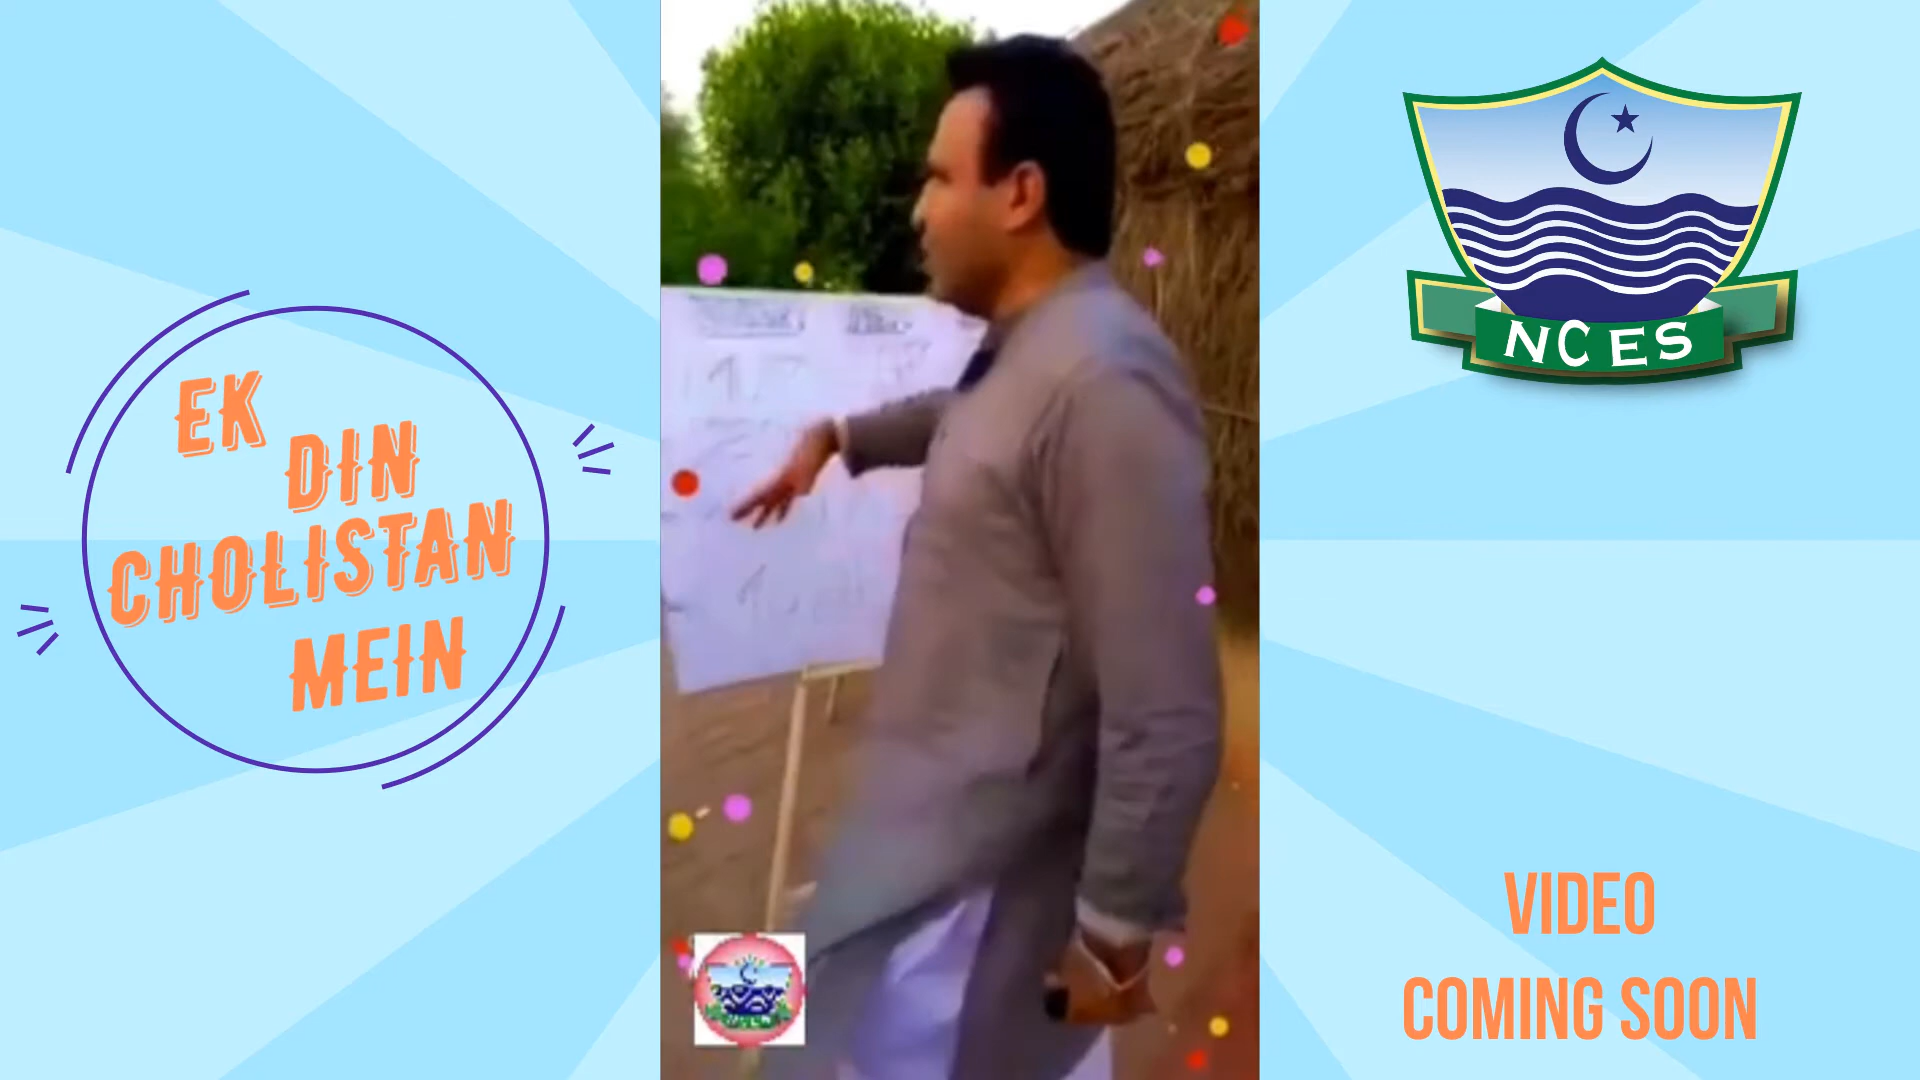 EK
DIN
CHOLISTAN
MEIN
NCES
VIDEO
COMING SOON